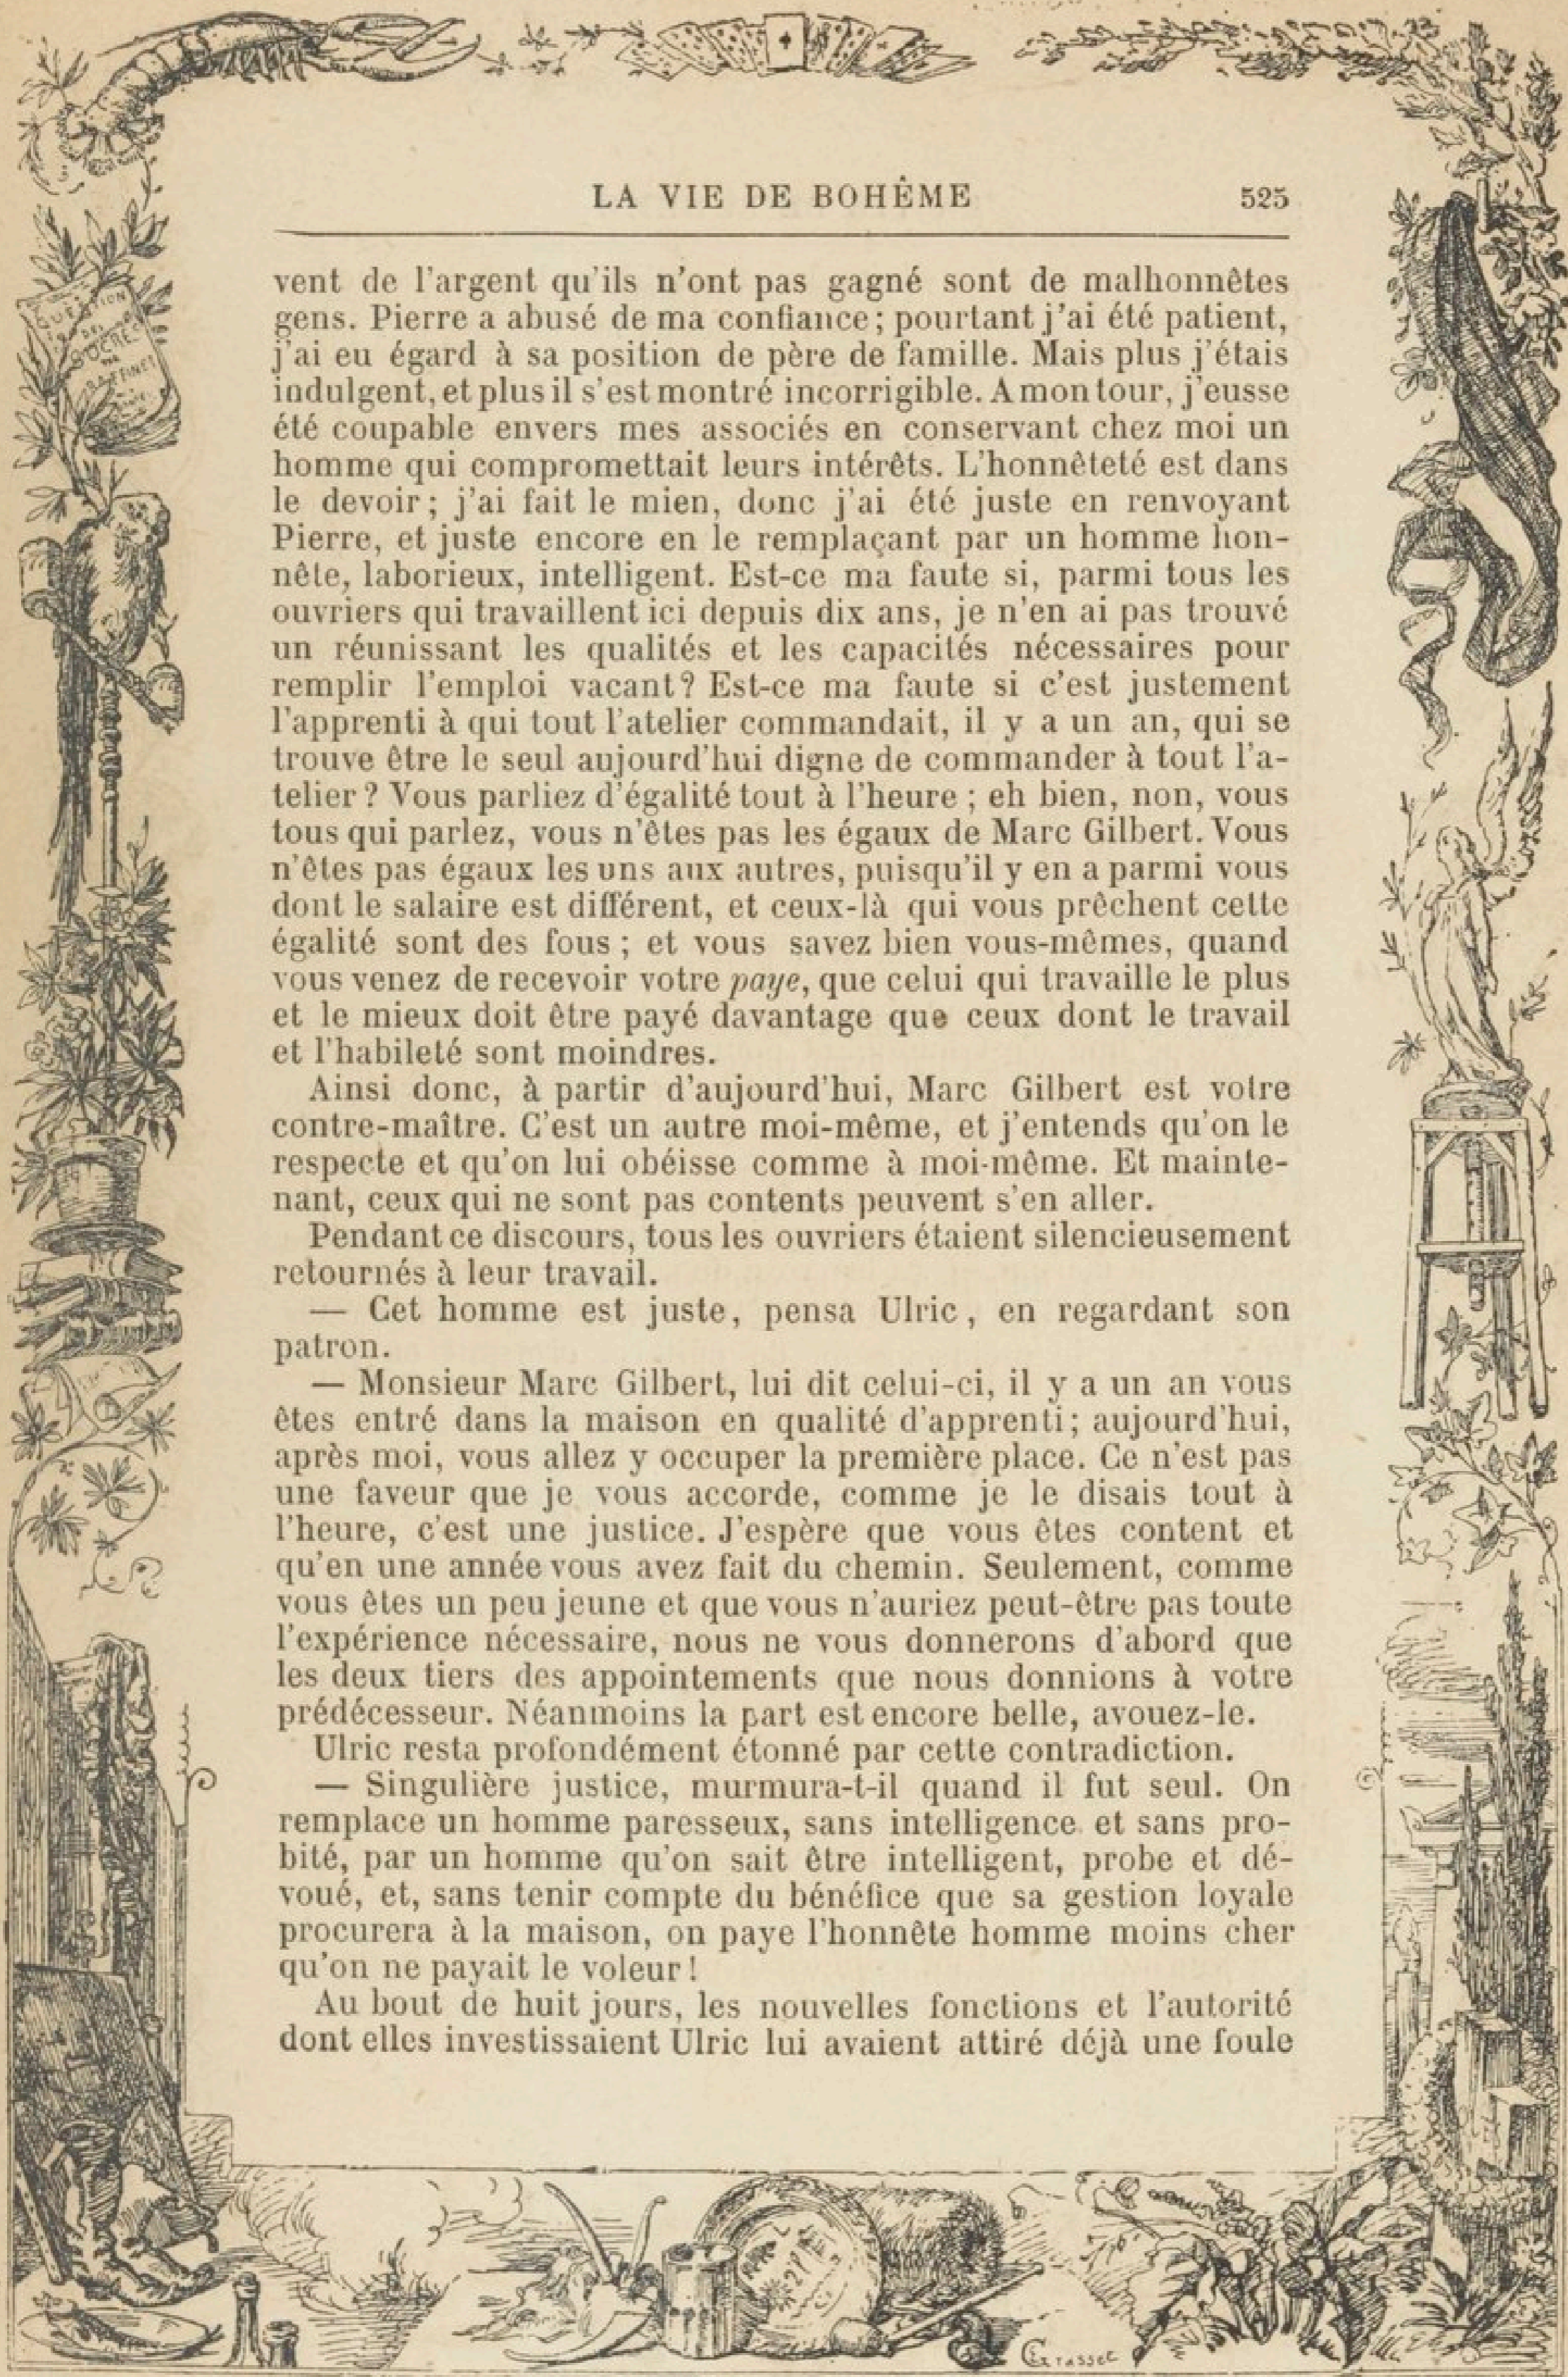 LA VIE DE BOHÊME 525
vent de l'argent qu'ils n'ont pas gagné sont de malhonnêtes
gens. Pierre a abusé de ma confiance; pourtant j'ai été patient,
j'ai eu égard à sa position de père de famille. Mais plus j'étais
indulgent, et plus il s'est montré incorrigible. A mon tour, j'eusse
été coupable envers mes associés en conservant chez moi un
homme qui compromettait leurs intérêts. L'honnêteté est dans
le devoir; j'ai fait le mien, donc j'ai été juste en renvoyant
Pierre, et juste encore en le remplaçant par un homme hon-
nête, laborieux, intelligent. Est-ce ma faute si, parmi tous les
ouvriers qui travaillent ici depuis dix ans, je n'en ai pas trouvé
un réunissant les qualités et les capacités nécessaires pour
remplir l'emploi vacant? Est-ce ma faute si c'est justement
l'apprenti à qui tout l'atelier commandait, il y a un an, qui se
trouve être le seul aujourd'hui digne de commander à tout l'a-
telier? Vous parliez d'égalité tout à l'heure; eh bien, non, vous
tous qui parlez, vous n'êtes pas les égaux de Marc Gilbert. Vous
n'êtes pas égaux les uns aux autres, puisqu'il y en a parmi vous
dont le salaire est différent, et ceux-là qui vous prêchent cette
égalité sont des fous; et vous savez bien vous-mêmes, quand
vous venez de recevoir votre paye, que celui qui travaille le plus
et le mieux doit être payé davantage que ceux dont le travail
et l'habileté sont moindres.
Ainsi donc, à partir d'aujourd'hui, Marc Gilbert est votre
contre-maître. C'est un autre moi-même, et j'entends qu'on le
respecte et qu'on lui obéisse comme à moi-même. Et mainte-
nant, ceux qui ne sont pas contents peuvent s'en aller.
Pendant ce discours, tous les ouvriers étaient silencieusement
retournés à leur travail.
— Cet homme est juste, pensa Ulric, en regardant son
patron.
— Monsieur Marc Gilbert, lui dit celui-ci, il y a un an vous
êtes entré dans la maison en qualité d'apprenti; aujourd'hui,
après moi, vous allez y occuper la première place. Ce n'est pas
une faveur que je vous accorde, comme je le disais tout à
l'heure, c'est une justice. J'espère que vous êtes content et
qu'en une année vous avez fait du chemin. Seulement, comme
vous êtes un peu jeune et que vous n'auriez peut-être pas toute
l'expérience nécessaire, nous ne vous donnerons d'abord que
les deux tiers des appointements que nous donnions à votre
prédécesseur. Néanmoins la part est encore belle, avouez-le.
Ulric resta profondément étonné par cette contradiction.
— Singulière justice, murmura-t-il quand il fut seul. On
remplace un homme paresseux, sans intelligence et sans pro-
bité, par un homme qu'on sait être intelligent, probe et dé-
voué, et, sans tenir compte du bénéfice que sa gestion loyale
procurera à la maison, on paye l'honnête homme moins cher
qu'on ne payait le voleur!
Au bout de huit jours, les nouvelles fonctions et l'autorité
dont elles investissaient Ulric lui avaient attiré déjà une foule
QUESTION
DES
SUCRES
RAFFINÉS
Grasset